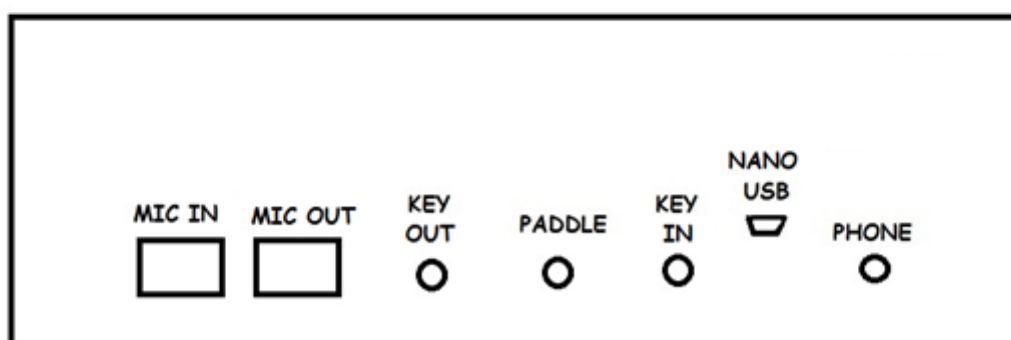 MIC IN
MIC OUT
KEY
OUT
PADDLE
KEY
IN
NANO
USB
PHONE